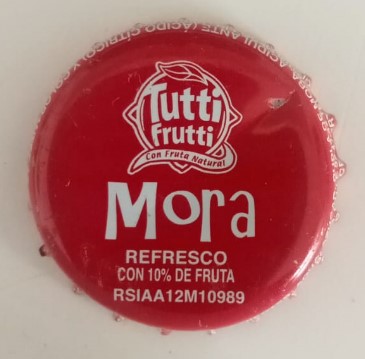 Tutti
Frutti
Con Fruta Natural
Mora
REFRESCO
CON 10% DE FRUTA
RSIAA12M10989